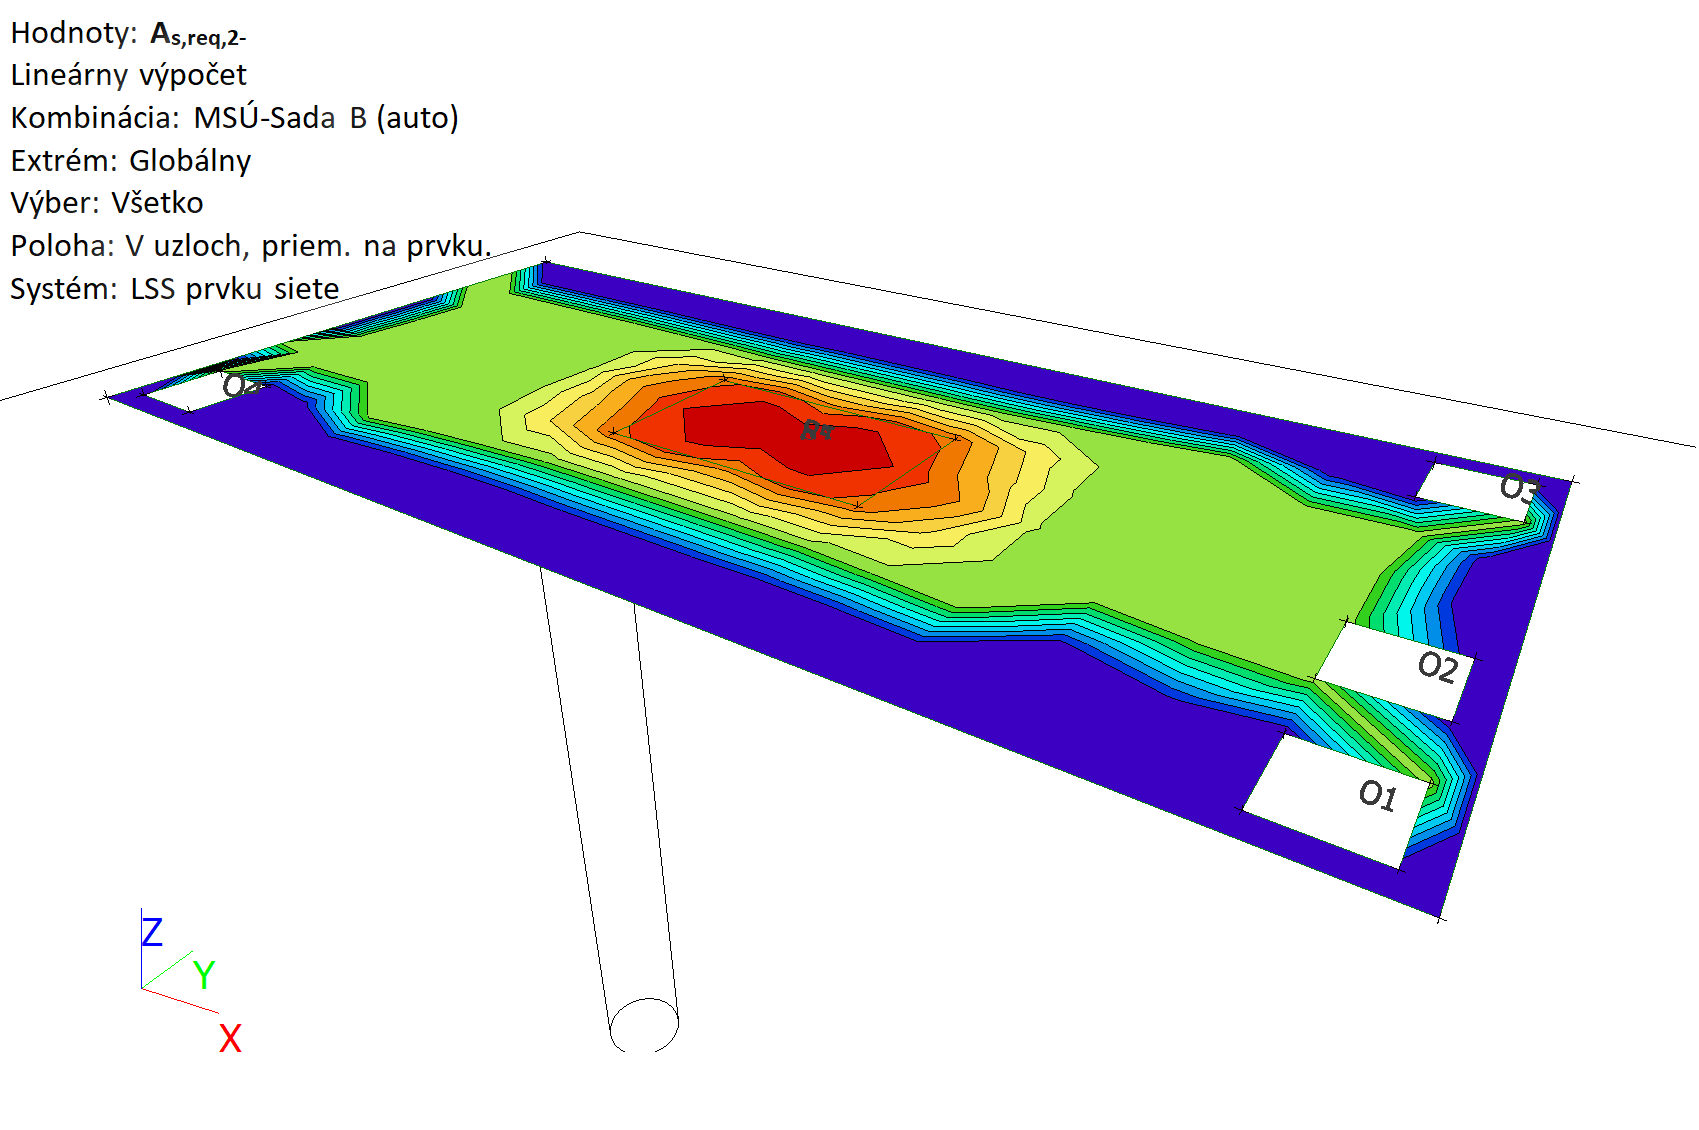 Hodnoty: As,req,2-
Lineárny výpočet
Kombinácia: MSÚ-Sada B (auto)
Extrém: Globálny
Výber: Všetko
Poloha: V uzloch, priem. na prvku.
Systém: LSS prvku siete
O3
O2
O1
Z
Y
X